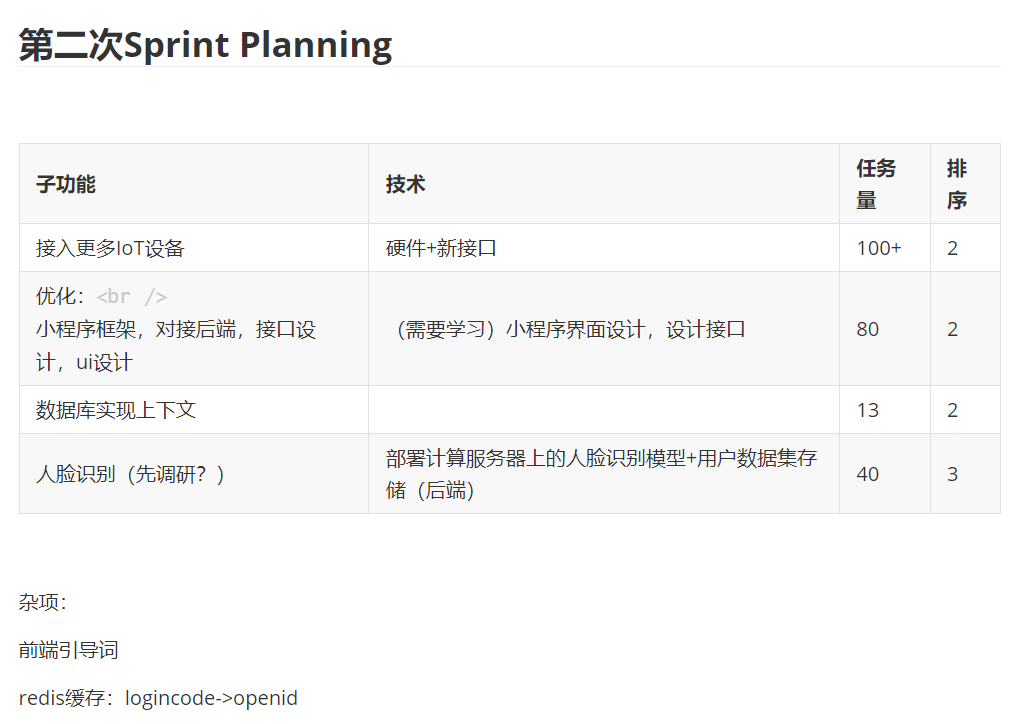 第二次Sprint Planning
子功能
技术
任务
量
排
序
接入更多IoT设备
硬件+新接口
100+
2
优化：<br />
小程序框架，对接后端，接口设
计，ui设计
（需要学习）小程序界面设计，设计接口
80
2
数据库实现上下文
13
2
人脸识别（先调研？）
部署计算服务器上的人脸识别模型+用户数据集存
储（后端）
40
3
杂项：
前端引导词
redis缓存：logincode->openid